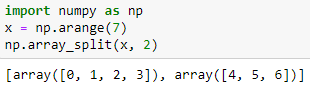 import numpy as np
x = np.arange(7)
np.array_split(x, 2)
[array([0, 1, 2, 3]), array([4, 5, 6])]